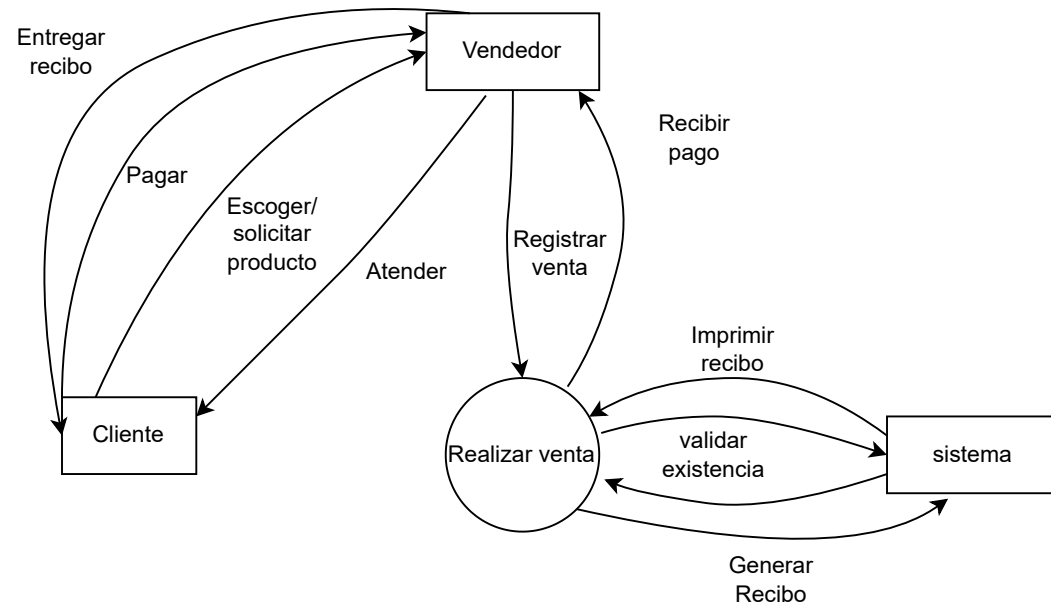 Entregar
recibo
Vendedor
Recibir
pago
Pagar
Escoger/
solicitar
producto
Registrar
venta
Atender
Imprimir
recibo
Cliente
Realizar venta
validar
existencia
sistema
Generar
Recibo